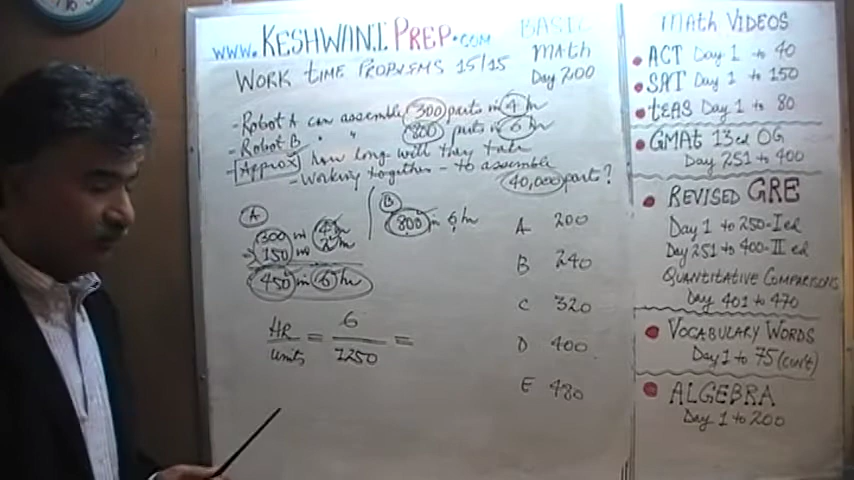 www.KESHWANIPREP.COM
BASIC
MATH
Day 200
WORK TIME PROBLEMS 15/15
- Robot A can assemble 300 parts in 4 hr
- Robot B " " 800 parts in 6 hr
- Approx how long will they take
- working together - to assemble
40,000 parts?
A
300 in 4 hr
150 in 2 hr
450 in 6 hr
B
800 in 6 hr
HR/units = 6/1250 =
A 200
B 240
C 320
D 400
E 480
MATH VIDEOS
• ACT Day 1 to 40
• SAT Day 1 to 150
• TEAS Day 1 to 80
• GMAT 13ed OG
Day 251 to 400
• REVISED GRE
Day 1 to 250-I ed
Day 251 to 400-II ed
QUANTITATIVE COMPARISONS
Day 401 to 470
• VOCABULARY WORDS
Day 1 to 75 (con't)
• ALGEBRA
Day 1 to 200